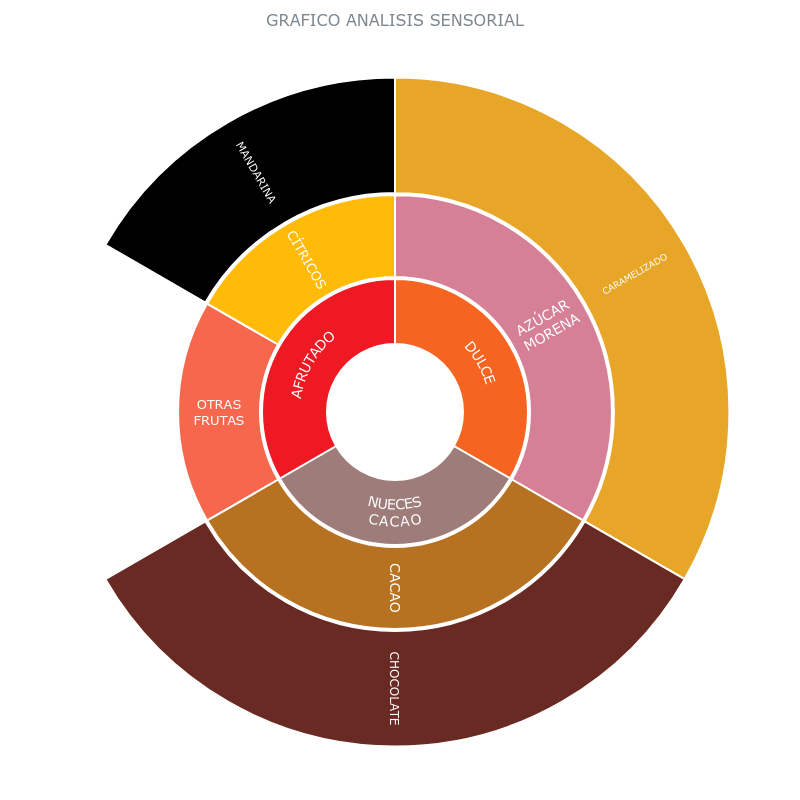 GRAFICO ANALISIS SENSORIAL
MANDARINA
CÍTRICOS
AFRUTADO
OTRAS
FRUTAS
DULCE
AZÚCAR
MORENA
CARAMELIZADO
NUECES
CACAO
CACAO
CHOCOLATE